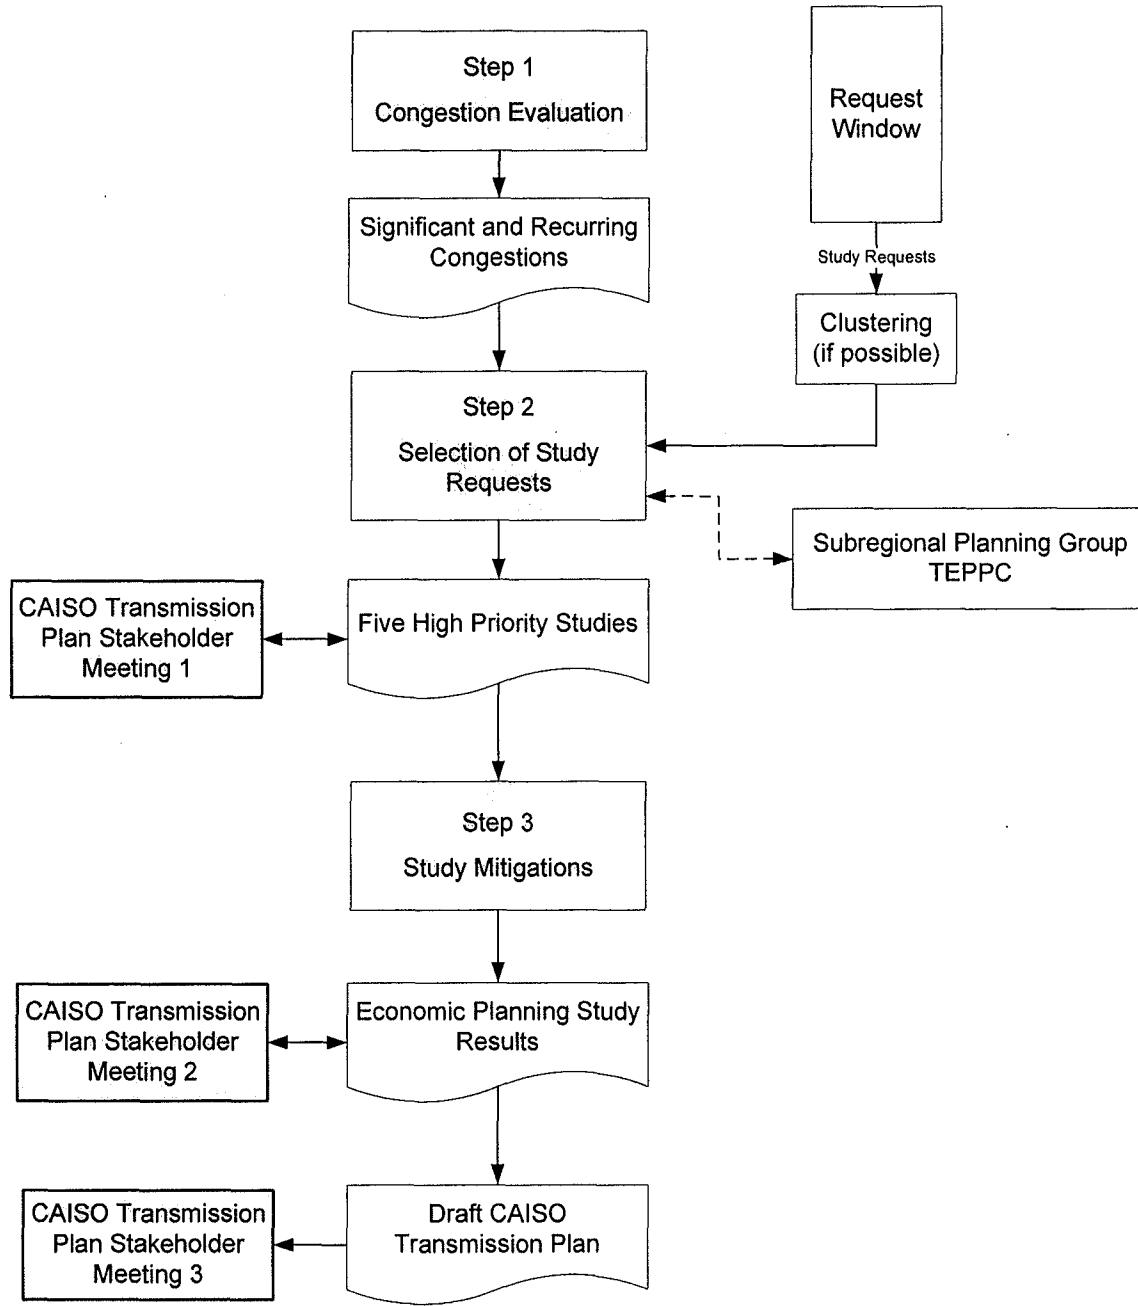 Step 1
Congestion Evaluation
Request
Window
Significant and Recurring
Congestions
Study Requests
Clustering
(if possible)
Step 2
Selection of Study
Requests
Subregional Planning Group
TEPPC
CAISO Transmission
Plan Stakeholder
Meeting 1
Five High Priority Studies
Step 3
Study Mitigations
CAISO Transmission
Plan Stakeholder
Meeting 2
Economic Planning Study
Results
CAISO Transmission
Plan Stakeholder
Meeting 3
Draft CAISO
Transmission Plan